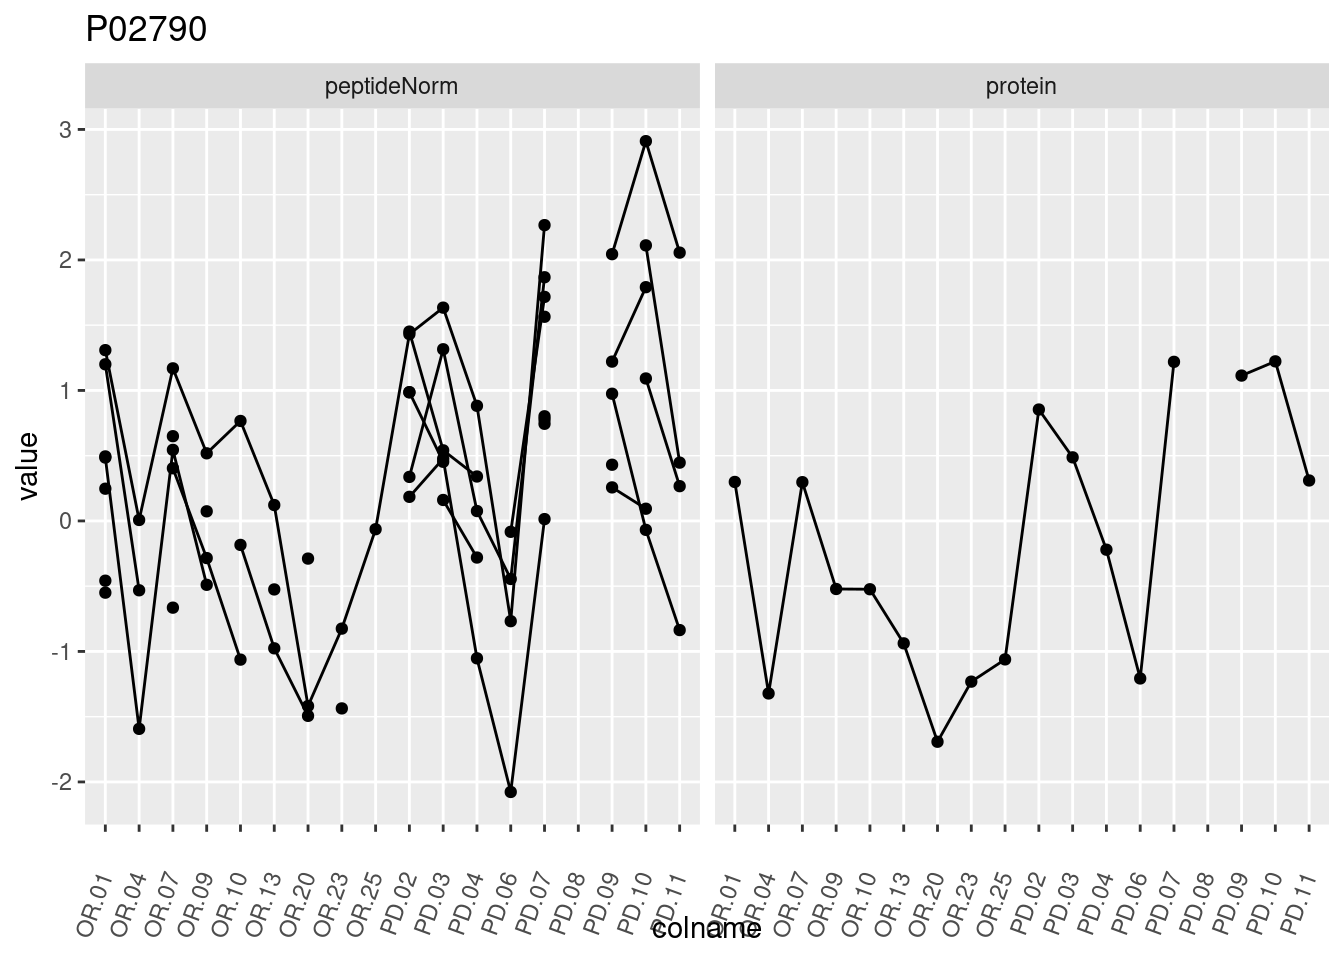 P02790
peptideNorm protein
3
2
1
0
-1
-2
value
OR.01 OR.04 OR.07 OR.09 OR.10 OR.13 OR.20 OR.23 OR.25 PD.02 PD.03 PD.04 PD.06 PD.07 PD.08 PD.09 PD.10 PD.11 OR.01 OR.04 OR.07 OR.09 OR.10 OR.13 OR.20 OR.23 OR.25 PD.02 PD.03 PD.04 PD.06 PD.07 PD.08 PD.09 PD.10 PD.11
colname